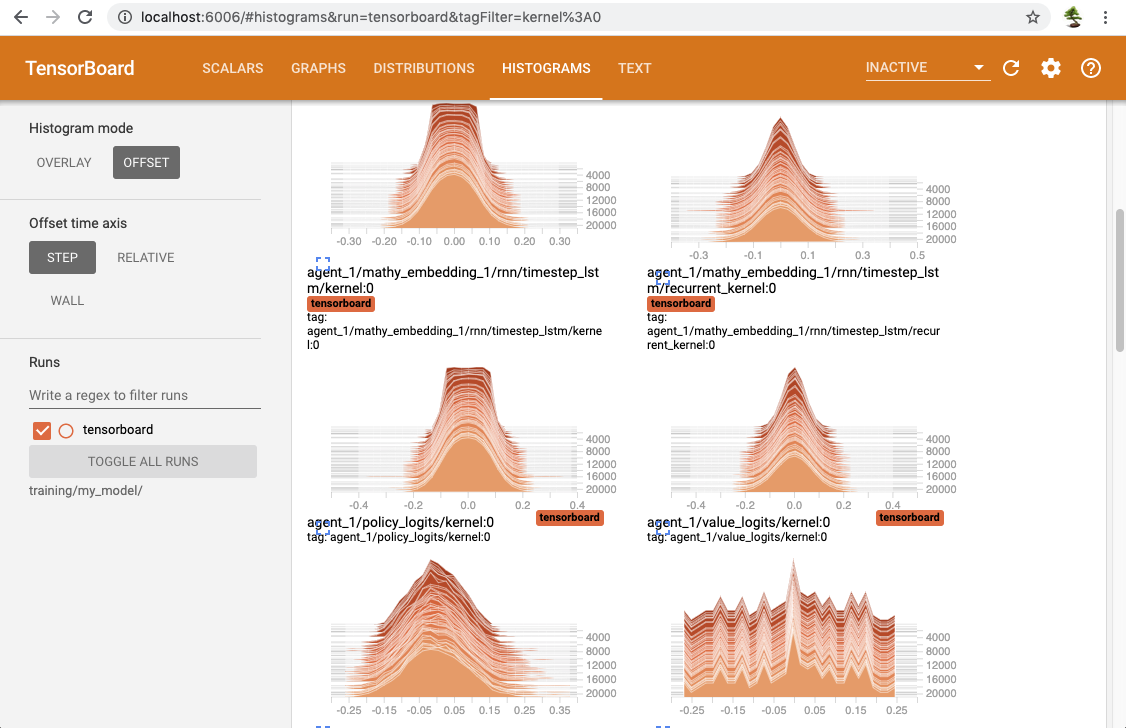 localhost:6006/#histograms&run=tensorboard&tagFilter=kernel%3A0
TensorBoard
SCALARS GRAPHS DISTRIBUTIONS HISTOGRAMS TEXT INACTIVE
Histogram mode
OVERLAY OFFSET
Offset time axis
STEP RELATIVE
WALL
Runs
Write a regex to filter runs
tensorboard
TOGGLE ALL RUNS
training/my_model/
4000
8000
12000
16000
20000
-0.30 -0.20 -0.10 0.00 0.10 0.20 0.30
agent_1/mathy_embedding_1/rnn/timestep_lst
m/kernel:0
tensorboard
tag:
agent_1/mathy_embedding_1/rnn/timestep_lstm/kerne
l:0
4000
8000
12000
16000
20000
-0.3 -0.1 0.1 0.3 0.5
agent_1/mathy_embedding_1/rnn/timestep_lst
m/recurrent_kernel:0
tensorboard
tag:
agent_1/mathy_embedding_1/rnn/timestep_lstm/recur
rent_kernel:0
4000
8000
12000
16000
20000
-0.4 -0.2 0.0 0.2 0.4
agent_1/policy_logits/kernel:0 tensorboard
tag: agent_1/policy_logits/kernel:0
4000
8000
12000
16000
20000
-0.4 -0.2 0.0 0.2 0.4
agent_1/value_logits/kernel:0 tensorboard
tag: agent_1/value_logits/kernel:0
4000
8000
12000
16000
20000
-0.25 -0.15 -0.05 0.05 0.15 0.25 0.35
4000
8000
12000
16000
20000
-0.25 -0.15 -0.05 0.05 0.15 0.25